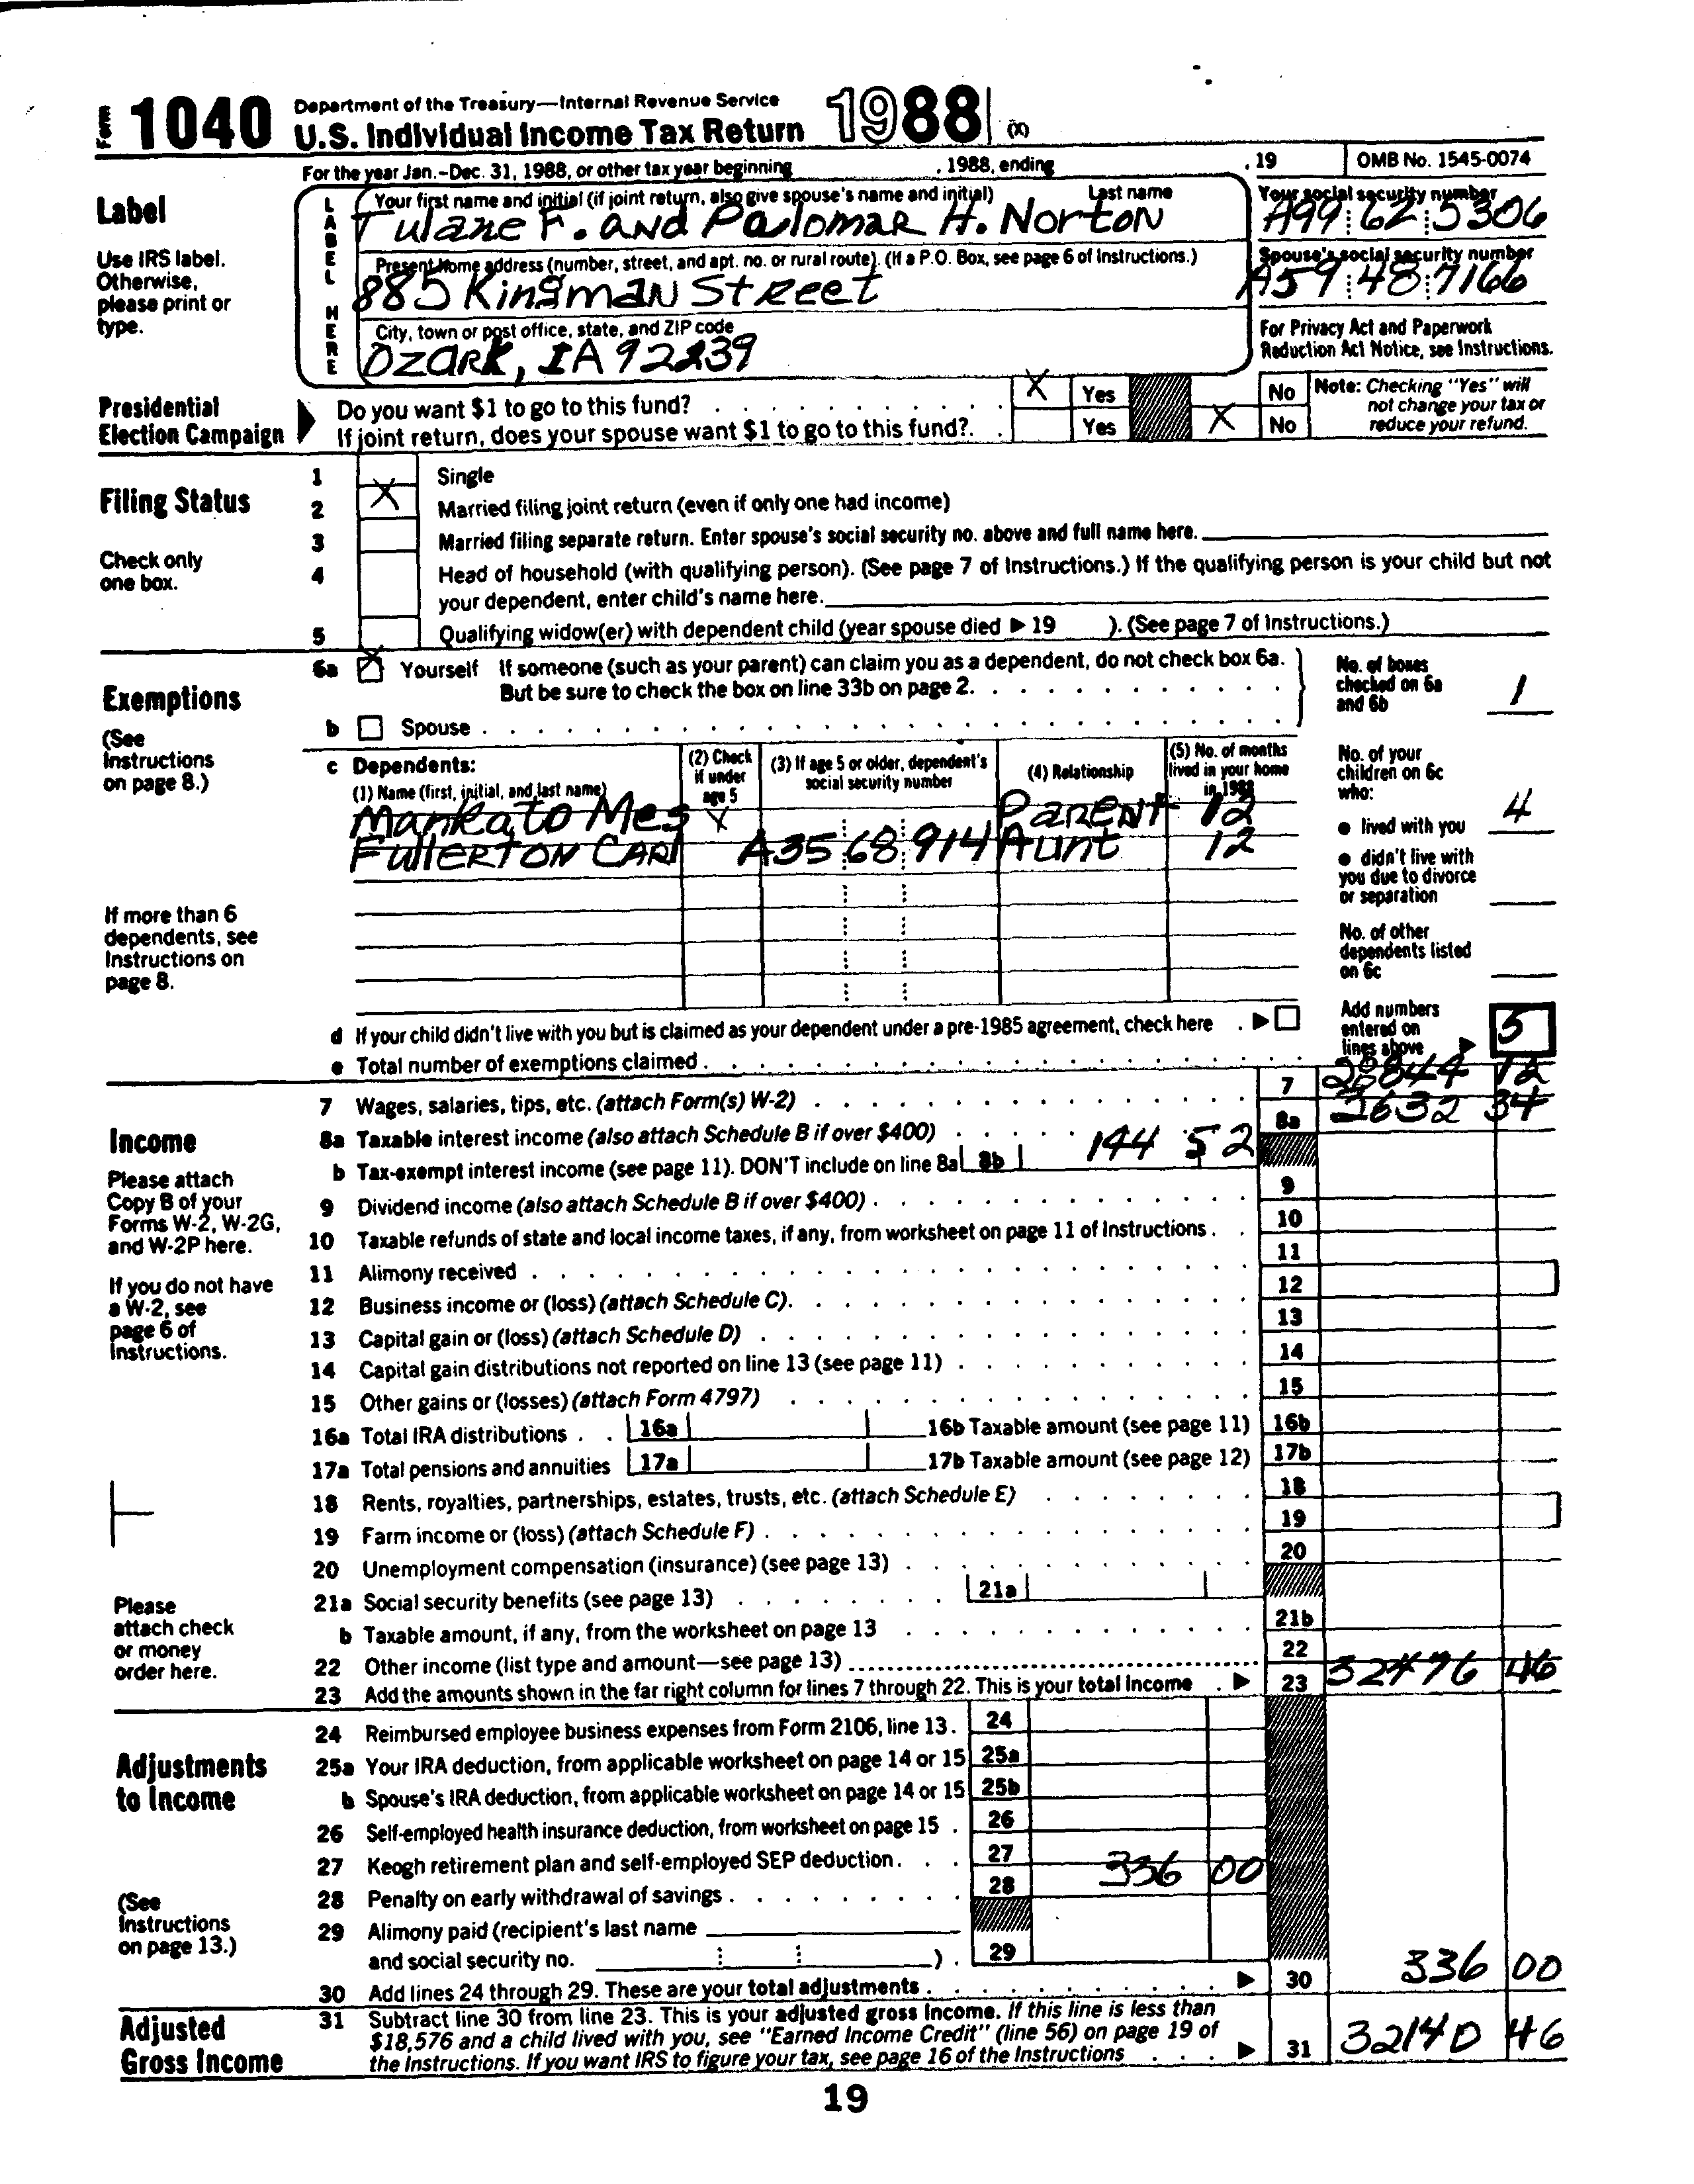 Form 1040 Department of the Treasury—Internal Revenue Service
U.S. Individual Income Tax Return 1988 (X)
For the year Jan.-Dec. 31, 1988, or other tax year beginning , 1988, ending , 19 OMB No. 1545-0074
Label
Use IRS label.
Otherwise,
please print or
type.
LABEL HERE
Your first name and initial (if joint return, also give spouse's name and initial) Last name
Tulane F. and Palomar H. Norton
Your social security number
A99 62 5306
Present home address (number, street, and apt. no. or rural route). (If a P.O. Box, see page 6 of Instructions.)
885 Kingman Street
Spouse's social security number
A59 48 7166
City, town or post office, state, and ZIP code
Ozark, IA 92239
For Privacy Act and Paperwork
Reduction Act Notice, see Instructions.
Presidential
Election Campaign
Do you want $1 to go to this fund? X Yes No
If joint return, does your spouse want $1 to go to this fund?. Yes X No
Note: Checking "Yes" will
not change your tax or
reduce your refund.
Filing Status
Check only
one box.
1 Single
2 X Married filing joint return (even if only one had income)
3 Married filing separate return. Enter spouse's social security no. above and full name here.
4 Head of household (with qualifying person). (See page 7 of Instructions.) If the qualifying person is your child but not
your dependent, enter child's name here.
5 Qualifying widow(er) with dependent child (year spouse died ▶ 19 ). (See page 7 of Instructions.)
Exemptions
(See
Instructions
on page 8.)
If more than 6
dependents, see
Instructions on
page 8.
6a X Yourself If someone (such as your parent) can claim you as a dependent, do not check box 6a.
But be sure to check the box on line 33b on page 2.
b Spouse
No. of boxes
checked on 6a
and 6b 1
c Dependents:
(1) Name (first, initial, and last name)
(2) Check
if under
age 5
(3) If age 5 or older, dependent's
social security number
(4) Relationship
(5) No. of months
lived in your home
in 1988
Mankato Mes X Parent 12
Fullerton Cari A35 68 914 Aunt 12
No. of your
children on 6c
who:
● lived with you 4
● didn't live with
you due to divorce
or separation
No. of other
dependents listed
on 6c
d If your child didn't live with you but is claimed as your dependent under a pre-1985 agreement, check here ▶
e Total number of exemptions claimed
Add numbers
entered on
lines above ▶ 5
Income
Please attach
Copy B of your
Forms W-2, W-2G,
and W-2P here.
If you do not have
a W-2, see
page 6 of
Instructions.
Please
attach check
or money
order here.
7 Wages, salaries, tips, etc. (attach Form(s) W-2) 7 28844 12
8a Taxable interest income (also attach Schedule B if over $400) 8a 3632 34
b Tax-exempt interest income (see page 11). DON'T include on line 8a 8b 144 52
9 Dividend income (also attach Schedule B if over $400) 9
10 Taxable refunds of state and local income taxes, if any, from worksheet on page 11 of Instructions 10
11 Alimony received 11
12 Business income or (loss) (attach Schedule C). 12
13 Capital gain or (loss) (attach Schedule D) 13
14 Capital gain distributions not reported on line 13 (see page 11) 14
15 Other gains or (losses) (attach Form 4797) 15
16a Total IRA distributions 16a 16b Taxable amount (see page 11) 16b
17a Total pensions and annuities 17a 17b Taxable amount (see page 12) 17b
18 Rents, royalties, partnerships, estates, trusts, etc. (attach Schedule E) 18
19 Farm income or (loss) (attach Schedule F) 19
20 Unemployment compensation (insurance) (see page 13) 20
21a Social security benefits (see page 13) 21a
b Taxable amount, if any, from the worksheet on page 13 21b
22 Other income (list type and amount—see page 13) 22
23 Add the amounts shown in the far right column for lines 7 through 22. This is your total income ▶ 23 32476 46
Adjustments
to Income
(See
Instructions
on page 13.)
24 Reimbursed employee business expenses from Form 2106, line 13. 24
25a Your IRA deduction, from applicable worksheet on page 14 or 15 25a
b Spouse's IRA deduction, from applicable worksheet on page 14 or 15 25b
26 Self-employed health insurance deduction, from worksheet on page 15 26
27 Keogh retirement plan and self-employed SEP deduction 27
28 Penalty on early withdrawal of savings 28 336 00
29 Alimony paid (recipient's last name
and social security no. ) 29
30 Add lines 24 through 29. These are your total adjustments ▶ 30 336 00
Adjusted
Gross Income
31 Subtract line 30 from line 23. This is your adjusted gross income. If this line is less than
$18,576 and a child lived with you, see "Earned Income Credit" (line 56) on page 19 of
the Instructions. If you want IRS to figure your tax, see page 16 of the Instructions ▶ 31 32140 46
19